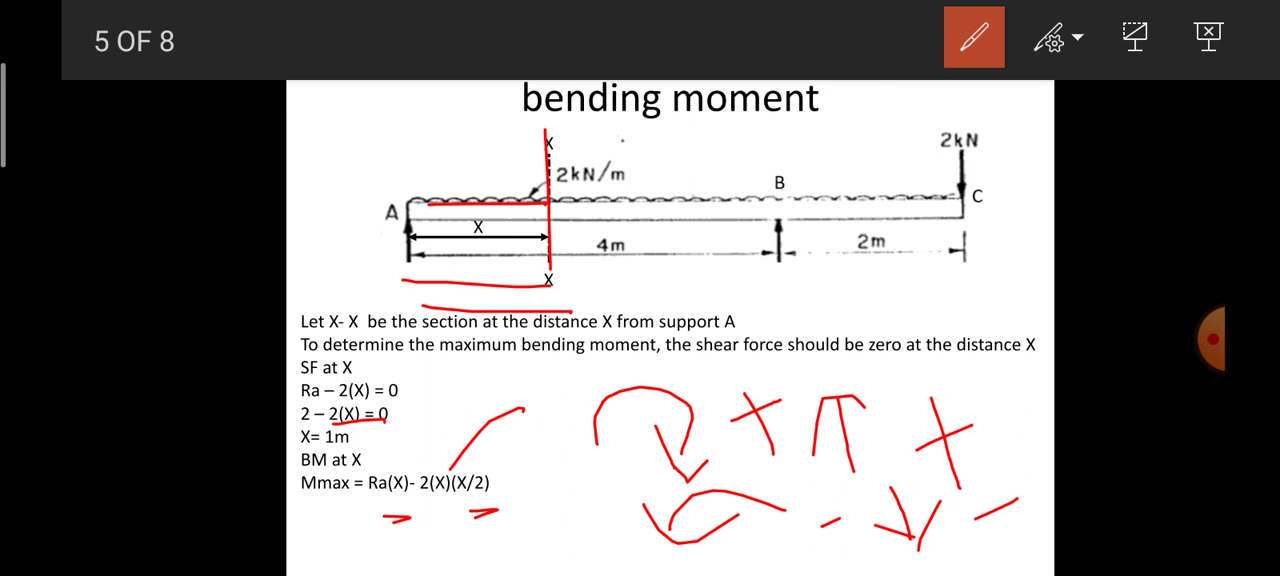 5 OF 8
bending moment
X
2kN/m
2kN
A
B
C
X
4m
2m
X
Let X- X be the section at the distance X from support A
To determine the maximum bending moment, the shear force should be zero at the distance X
SF at X
Ra – 2(X) = 0
2 – 2(X) = 0
X= 1m
BM at X
Mmax = Ra(X)- 2(X)(X/2)